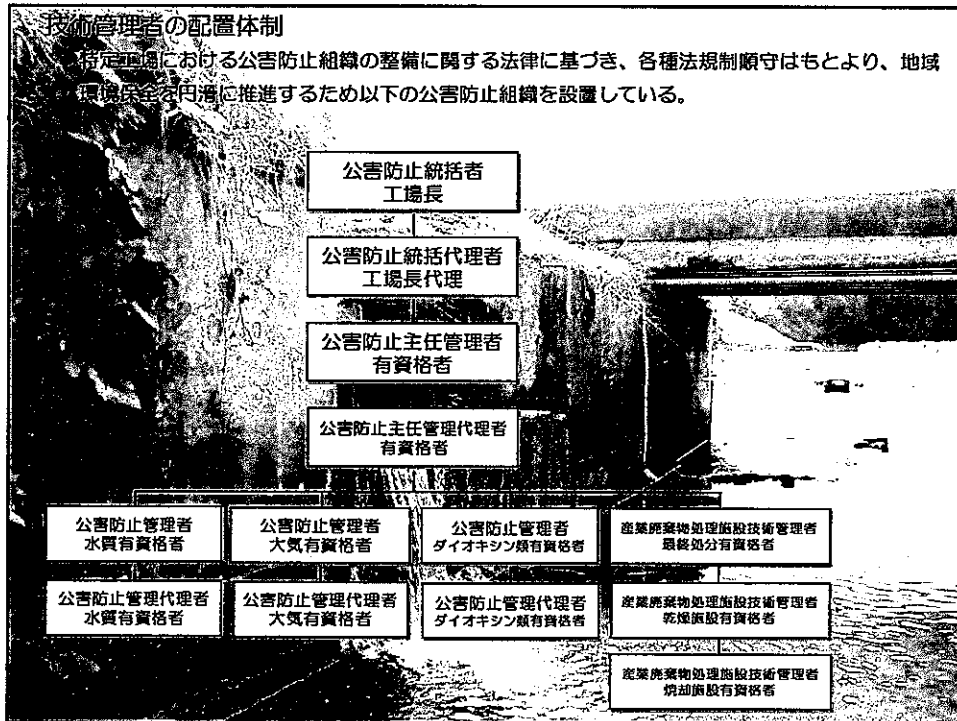 技術管理者の配置体制
特定工場における公害防止組織の整備に関する法律に基づき、各種法規制順守はもとより、地域
環境保全を円滑に推進するため以下の公害防止組織を設置している。
公害防止統括者
工場長
公害防止統括代理者
工場長代理
公害防止主任管理者
有資格者
公害防止主任管理代理者
有資格者
公害防止管理者
水質有資格者
公害防止管理者
大気有資格者
公害防止管理者
ダイオキシン類有資格者
産業廃棄物処理施設技術管理者
最終処分有資格者
公害防止管理代理者
水質有資格者
公害防止管理代理者
大気有資格者
公害防止管理代理者
ダイオキシン類有資格者
産業廃棄物処理施設技術管理者
乾燥施設有資格者
産業廃棄物処理施設技術管理者
焼却施設有資格者